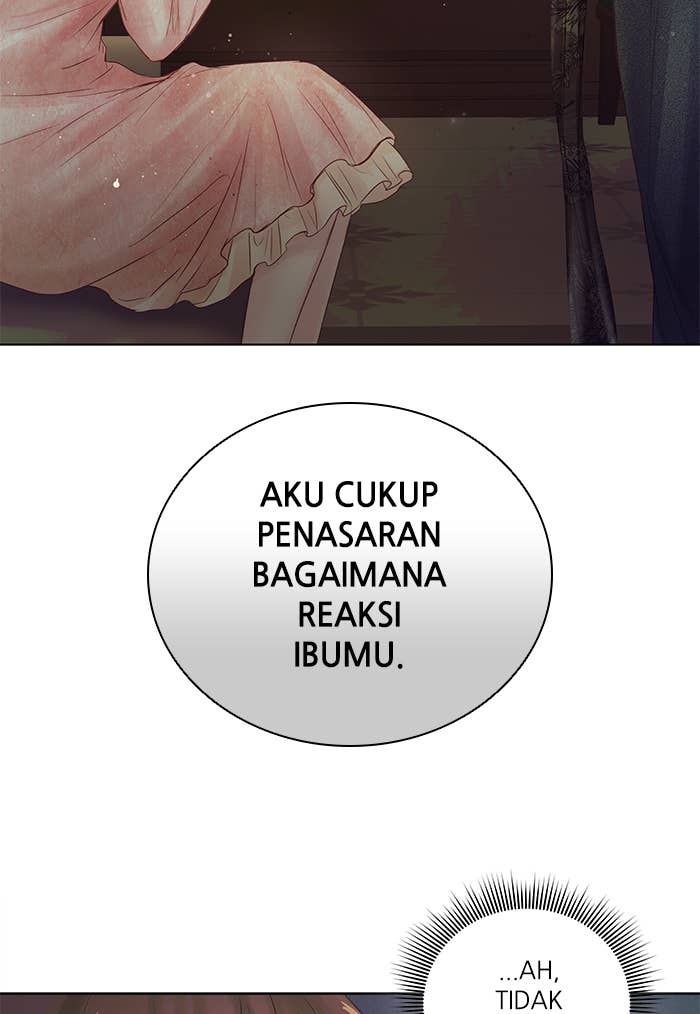 AKU CUKUP
PENASARAN
BAGAIMANA
REAKSI
IBUMU.
...AH,
TIDAK